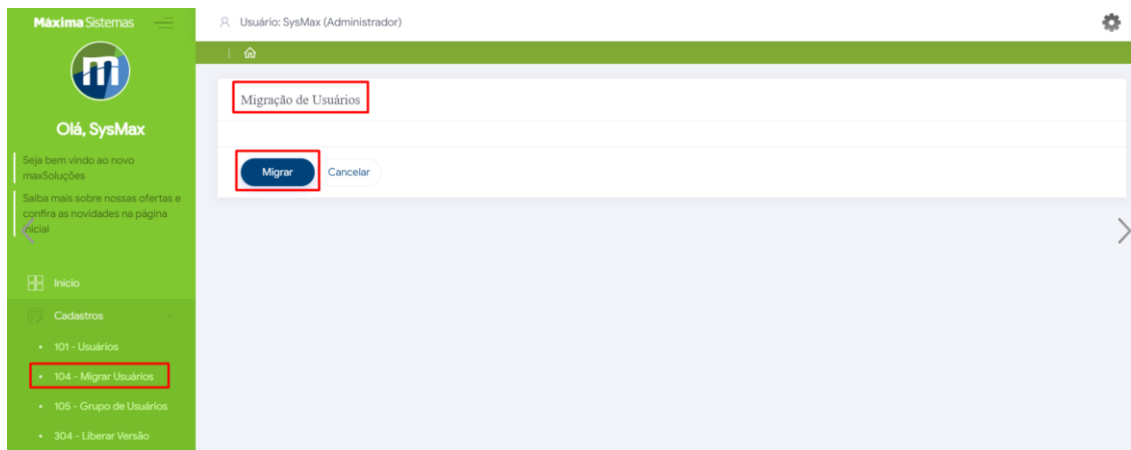 Máxima Sistemas
Usuário: SysMax (Administrador)
Olá, SysMax
Seja bem vindo ao novo
maxSoluções
Saiba mais sobre nossas ofertas e
confira as novidades na página
inicial
Início
Cadastros
• 101 - Usuários
• 104 - Migrar Usuários
• 105 - Grupo de Usuários
• 304 - Liberar Versão
Migração de Usuários
Migrar
Cancelar